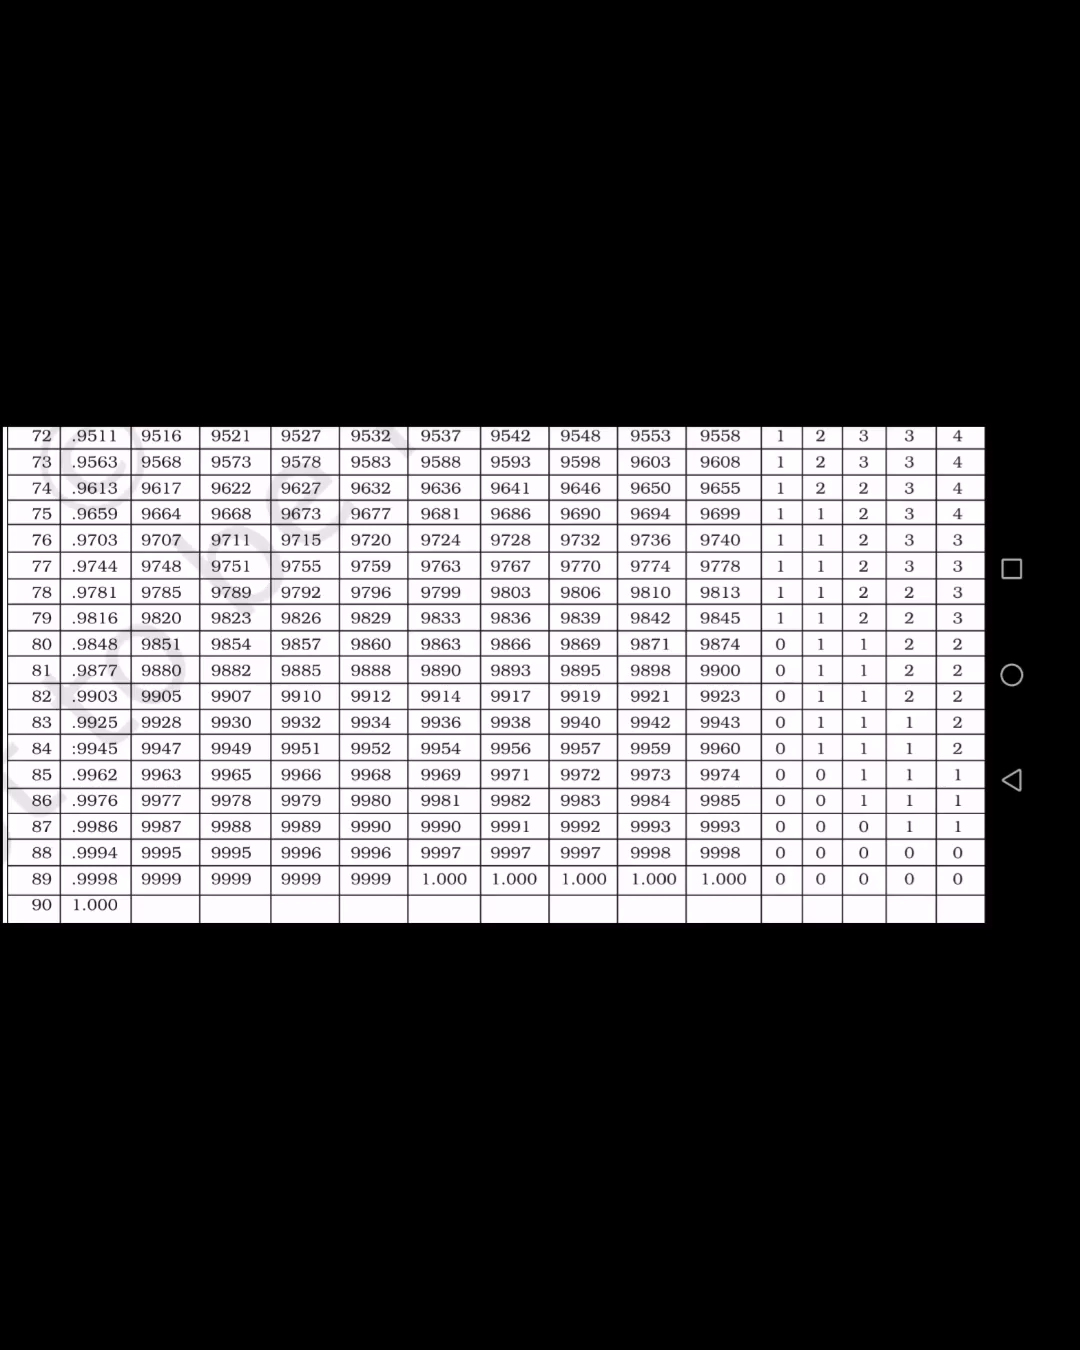 72 .9511 9516 9521 9527 9532 9537 9542 9548 9553 9558 1 2 3 3 4
73 .9563 9568 9573 9578 9583 9588 9593 9598 9603 9608 1 2 3 3 4
74 .9613 9617 9622 9627 9632 9636 9641 9646 9650 9655 1 2 2 3 4
75 .9659 9664 9668 9673 9677 9681 9686 9690 9694 9699 1 1 2 3 4
76 .9703 9707 9711 9715 9720 9724 9728 9732 9736 9740 1 1 2 3 3
77 .9744 9748 9751 9755 9759 9763 9767 9770 9774 9778 1 1 2 3 3
78 .9781 9785 9789 9792 9796 9799 9803 9806 9810 9813 1 1 2 2 3
79 .9816 9820 9823 9826 9829 9833 9836 9839 9842 9845 1 1 2 2 3
80 .9848 9851 9854 9857 9860 9863 9866 9869 9871 9874 0 1 1 2 2
81 .9877 9880 9882 9885 9888 9890 9893 9895 9898 9900 0 1 1 2 2
82 .9903 9905 9907 9910 9912 9914 9917 9919 9921 9923 0 1 1 2 2
83 .9925 9928 9930 9932 9934 9936 9938 9940 9942 9943 0 1 1 1 2
84 :9945 9947 9949 9951 9952 9954 9956 9957 9959 9960 0 1 1 1 2
85 .9962 9963 9965 9966 9968 9969 9971 9972 9973 9974 0 0 1 1 1
86 .9976 9977 9978 9979 9980 9981 9982 9983 9984 9985 0 0 1 1 1
87 .9986 9987 9988 9989 9990 9990 9991 9992 9993 9993 0 0 0 1 1
88 .9994 9995 9995 9996 9996 9997 9997 9997 9998 9998 0 0 0 0 0
89 .9998 9999 9999 9999 9999 1.000 1.000 1.000 1.000 1.000 0 0 0 0 0
90 1.000
©
to be